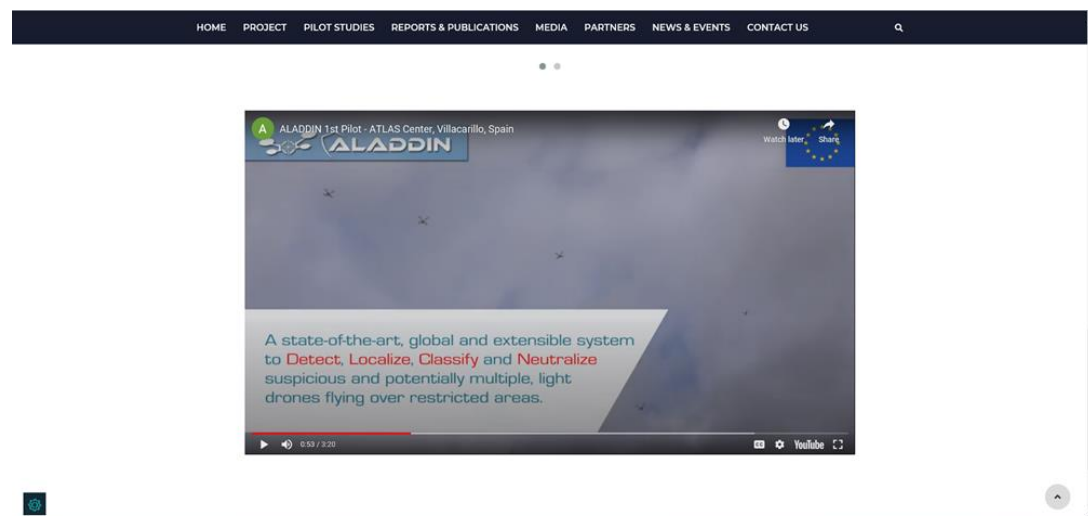 HOME PROJECT PILOT STUDIES REPORTS & PUBLICATIONS MEDIA PARTNERS NEWS & EVENTS CONTACT US
A ALADDIN 1st Pilot - ATLAS Center, Villacarillo, Spain
Watch later Share
ALADDIN
A state-of-the-art, global and extensible system
to Detect, Localize, Classify and Neutralize
suspicious and potentially multiple, light
drones flying over restricted areas.
0:53 / 3:20 CC YouTube